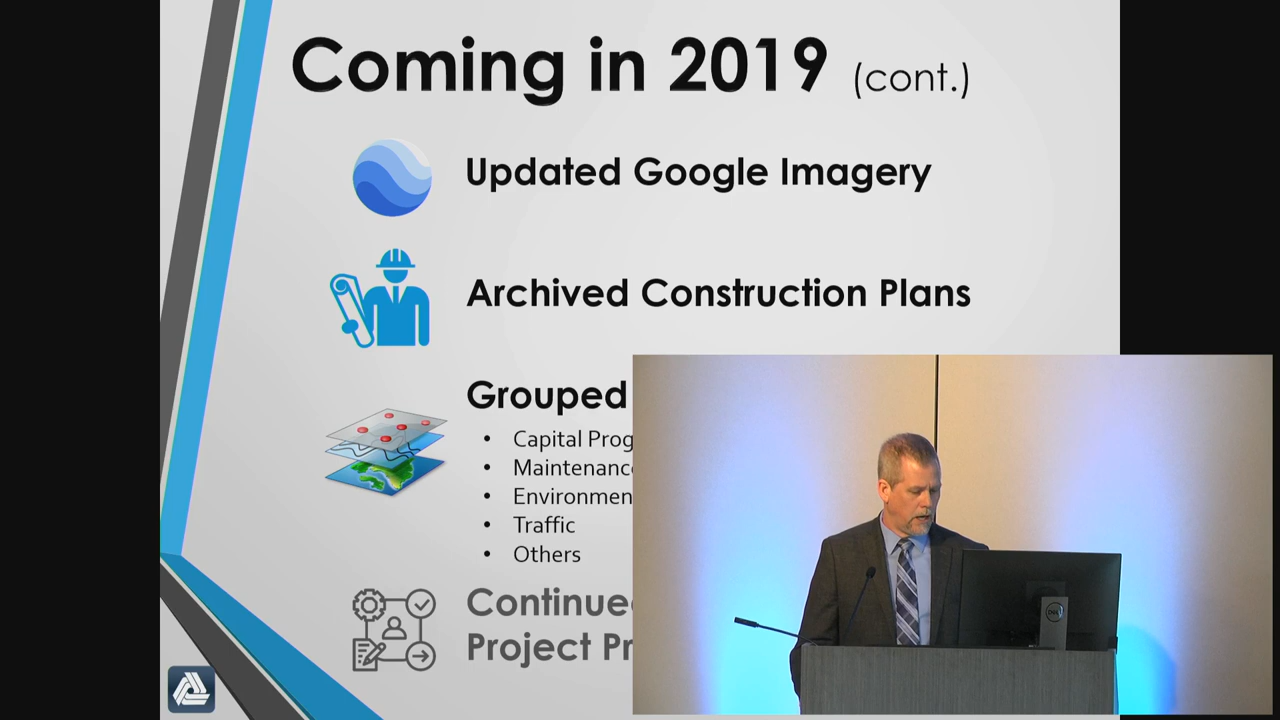 Coming in 2019 (cont.)
Updated Google Imagery
Archived Construction Plans
Grouped
• Capital Prog
• Maintenanc
• Environmen
• Traffic
• Others
Continue
Project Pr
DELL